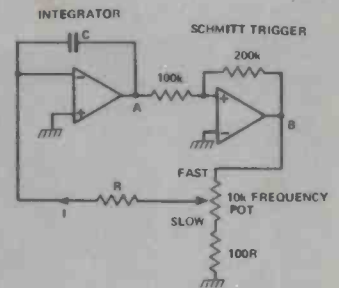 INTEGRATOR
SCHMITT TRIGGER
C
200k
100k
A
B
FAST
R
10k FREQUENCY
POT
SLOW
I
100R